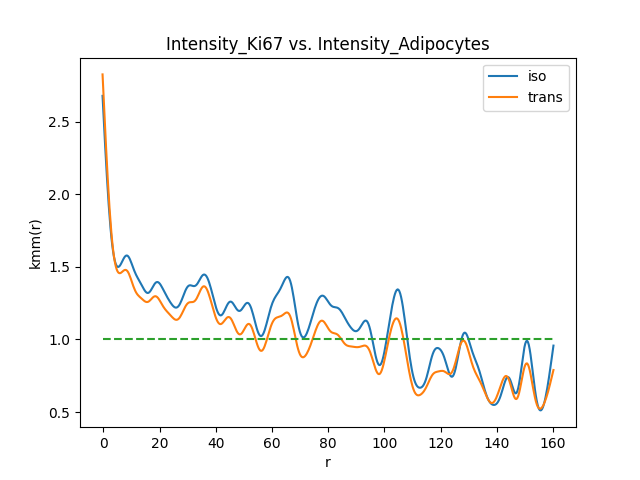 Intensity_Ki67 vs. Intensity_Adipocytes
iso
trans
kmm(r)
2.5
2.0
1.5
1.0
0.5
0 20 40 60 80 100 120 140 160
r